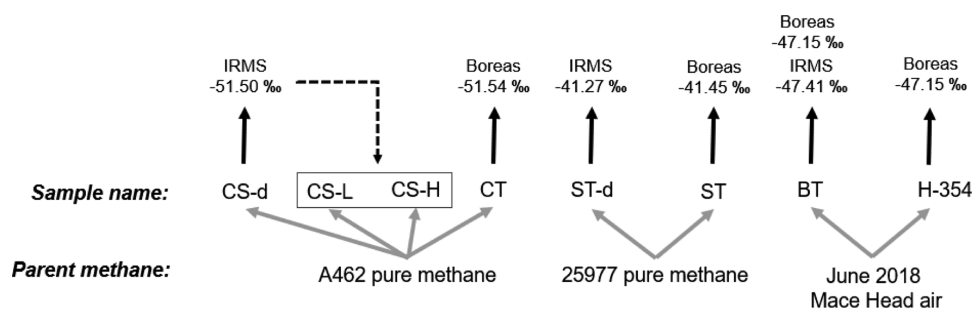 Boreas
-47.15 ‰
IRMS
-51.50 ‰
Boreas
-51.54 ‰
IRMS
-41.27 ‰
Boreas
-41.45 ‰
IRMS
-47.41 ‰
Boreas
-47.15 ‰
Sample name: CS-d CS-L CS-H CT ST-d ST BT H-354
Parent methane: A462 pure methane 25977 pure methane June 2018
Mace Head air